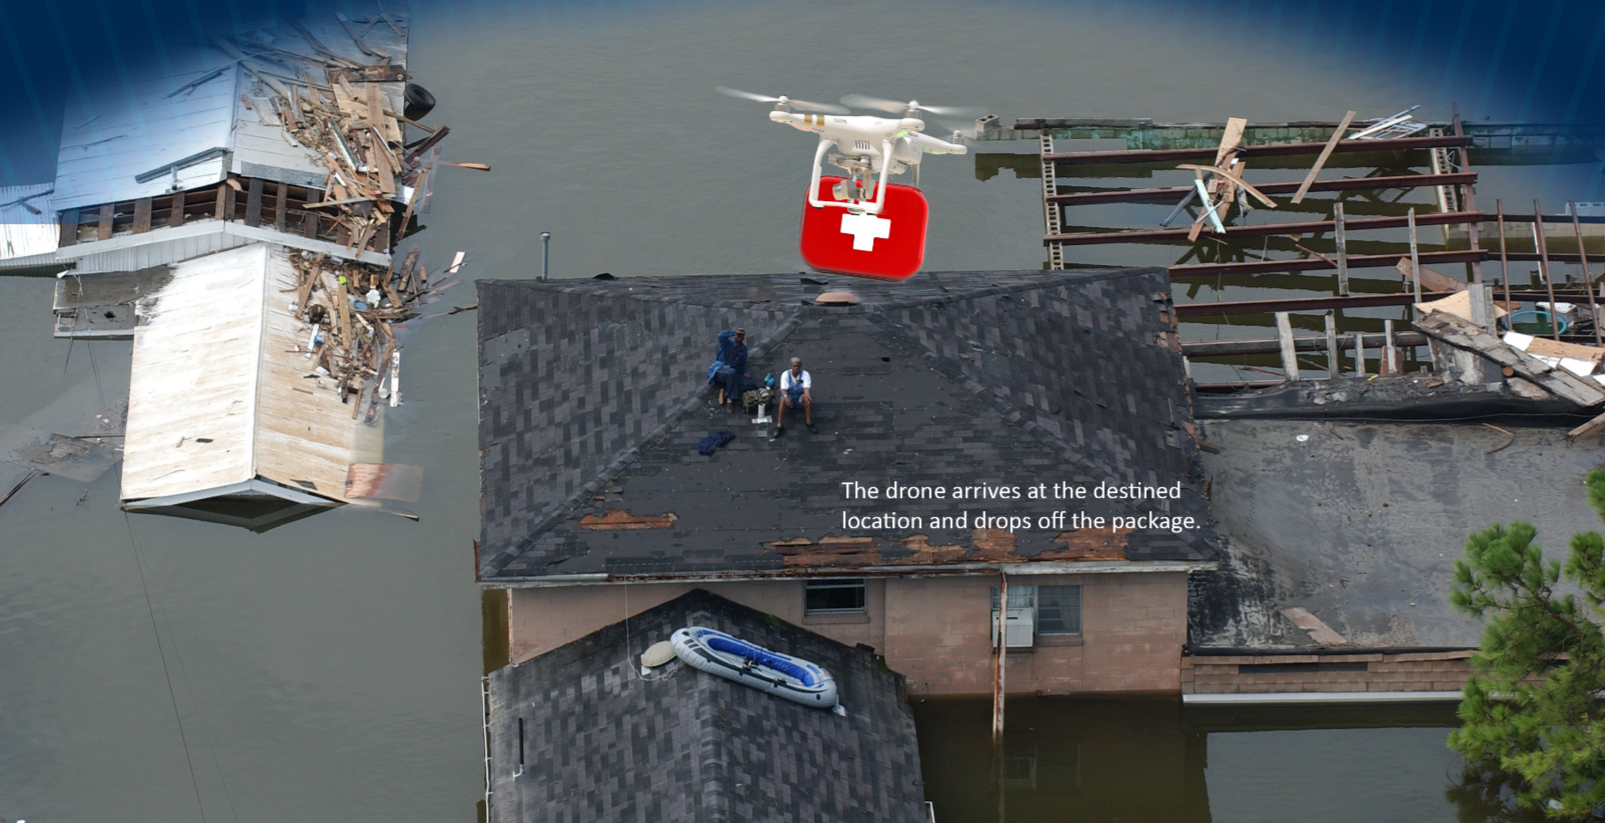 The drone arrives at the destined
location and drops off the package.